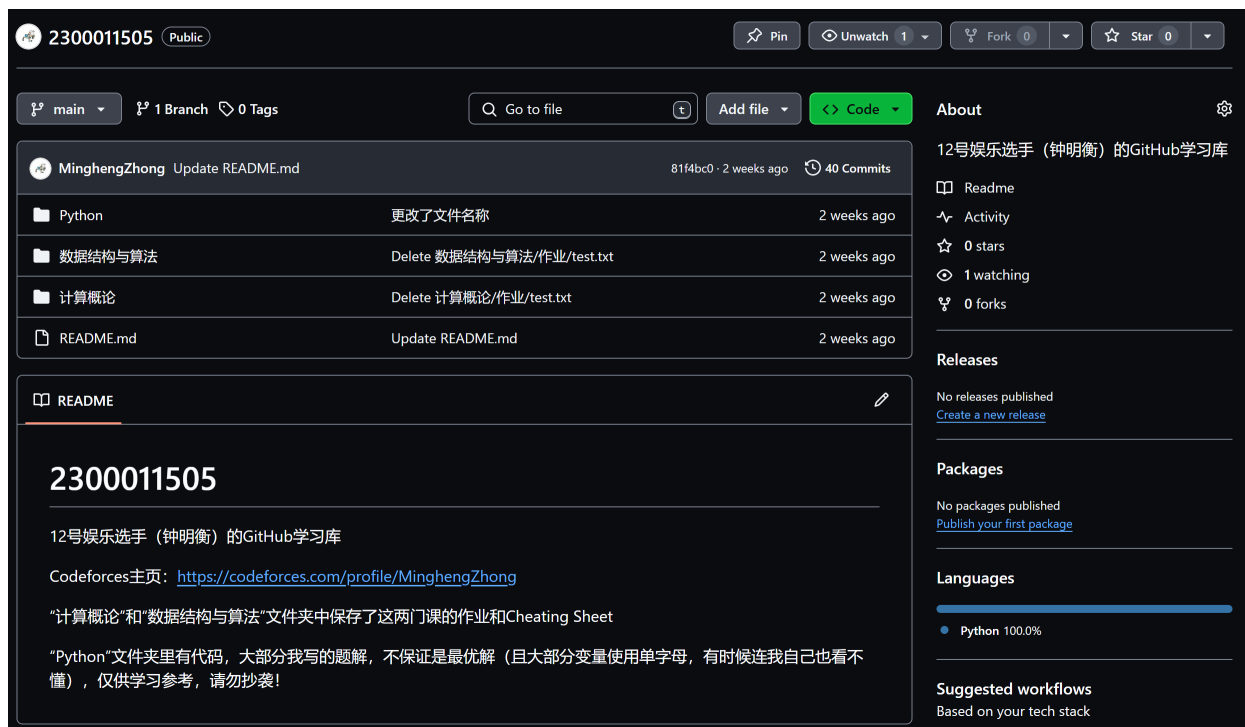 2300011505 Public Pin Unwatch 1 Fork 0 Star 0
main 1 Branch 0 Tags Go to file t Add file Code
MinghengZhong Update README.md 81f4bc0 · 2 weeks ago 40 Commits
Python 更改了文件名称 2 weeks ago
数据结构与算法 Delete 数据结构与算法/作业/test.txt 2 weeks ago
计算概论 Delete 计算概论/作业/test.txt 2 weeks ago
README.md Update README.md 2 weeks ago
README
2300011505
12号娱乐选手（钟明衡）的GitHub学习库
Codeforces主页：https://codeforces.com/profile/MinghengZhong
“计算概论”和“数据结构与算法”文件夹中保存了这两门课的作业和Cheating Sheet
“Python”文件夹里有代码，大部分我写的题解，不保证是最优解（且大部分变量使用单字母，有时候连我自己也看不
懂），仅供学习参考，请勿抄袭！
About
12号娱乐选手（钟明衡）的GitHub学习库
Readme
Activity
0 stars
1 watching
0 forks
Releases
No releases published
Create a new release
Packages
No packages published
Publish your first package
Languages
Python 100.0%
Suggested workflows
Based on your tech stack